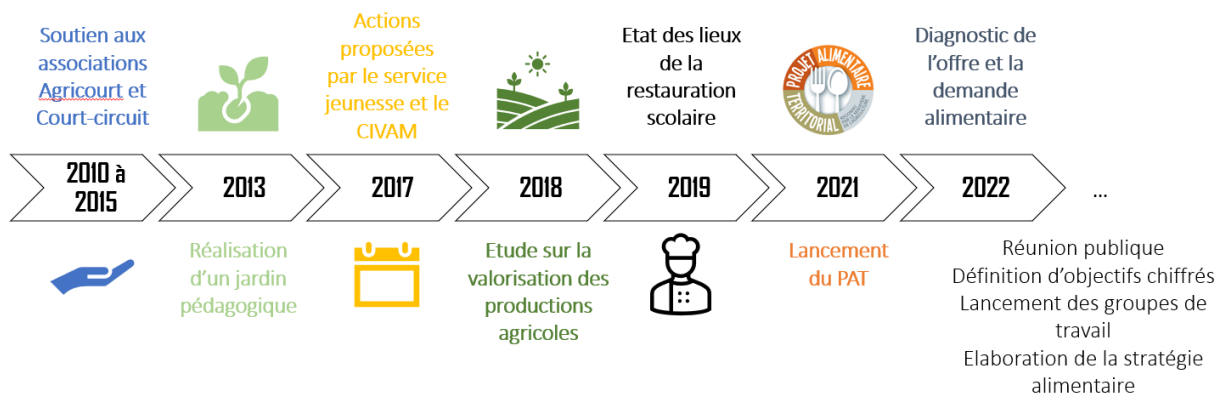 Soutien aux
associations
Agricourt et
Court-circuit
Actions
proposées
par le service
jeunesse et le
CIVAM
Etat des lieux
de la
restauration
scolaire
PROJET ALIMENTAIRE
TERRITORIAL
Diagnostic de
l'offre et la
demande
alimentaire
2010 à
2015
2013
2017
2018
2019
2021
2022
...
Réalisation
d'un jardin
pédagogique
Etude sur la
valorisation des
productions
agricoles
Lancement
du PAT
Réunion publique
Définition d'objectifs chiffrés
Lancement des groupes de
travail
Elaboration de la stratégie
alimentaire